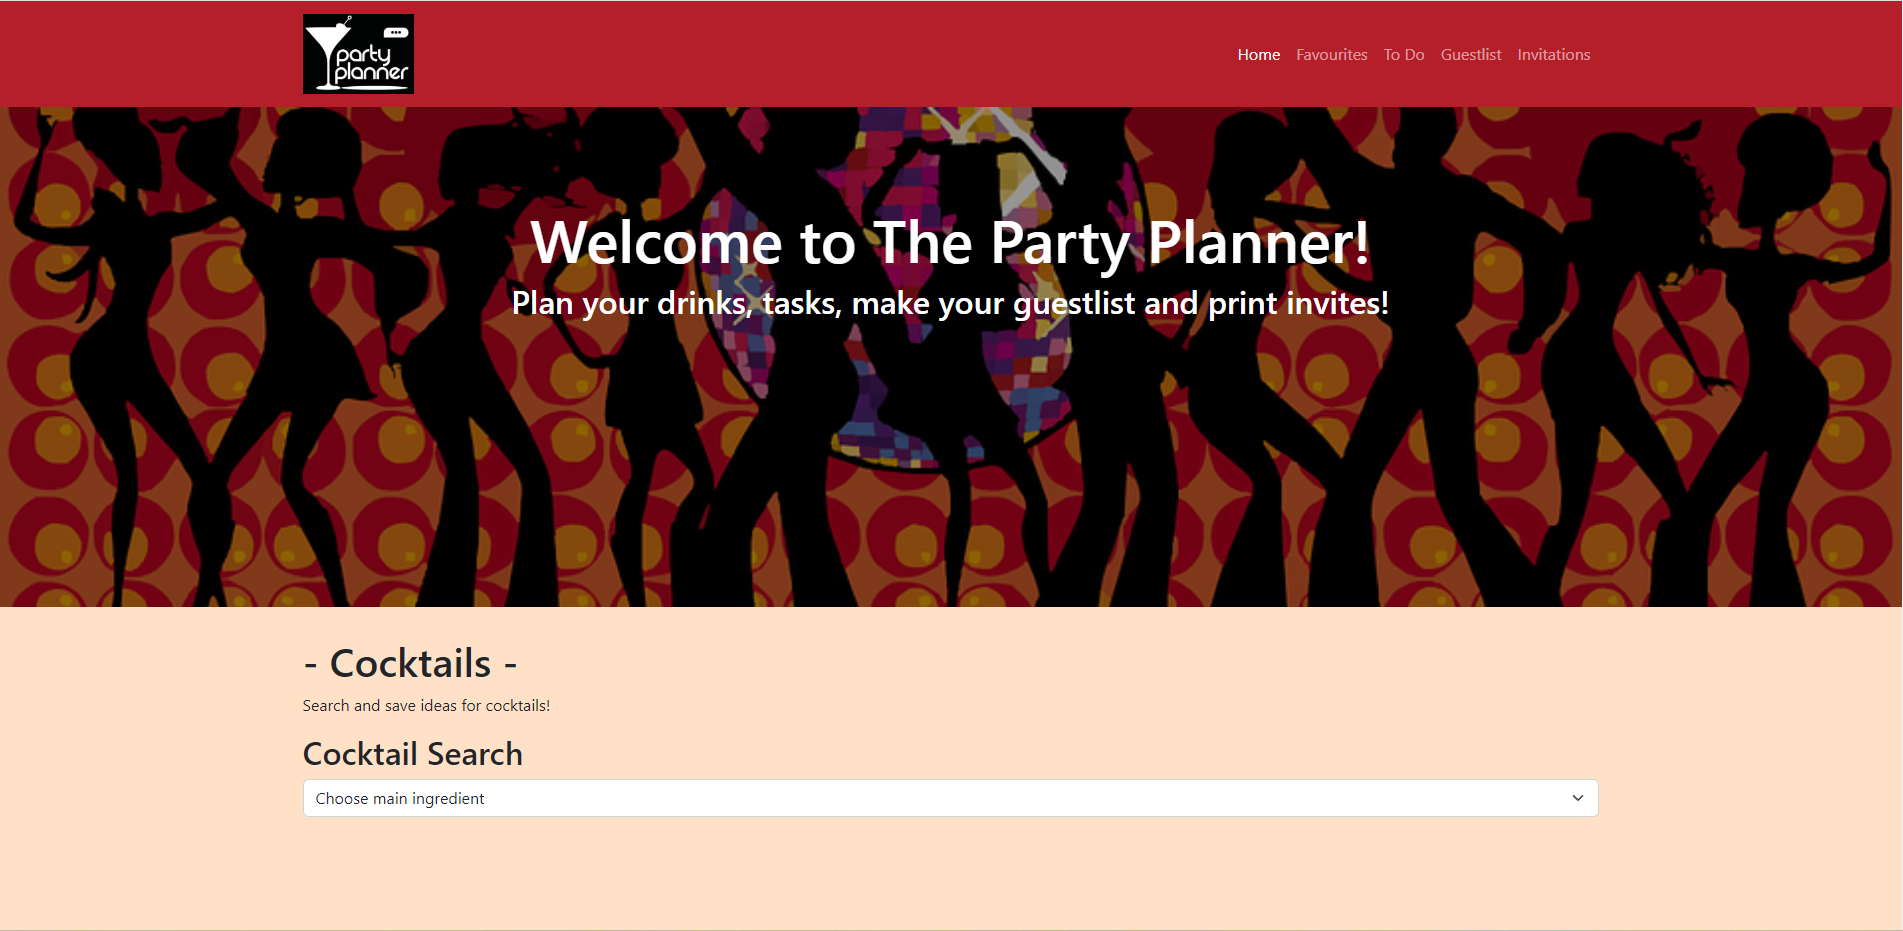 party
planner
Home Favourites To Do Guestlist Invitations
Welcome to The Party Planner!
Plan your drinks, tasks, make your guestlist and print invites!
- Cocktails -
Search and save ideas for cocktails!
Cocktail Search
Choose main ingredient